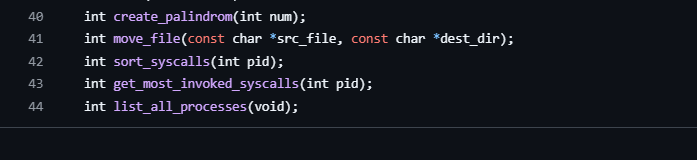 40 int create_palindrom(int num);
41 int move_file(const char *src_file, const char *dest_dir);
42 int sort_syscalls(int pid);
43 int get_most_invoked_syscalls(int pid);
44 int list_all_processes(void);